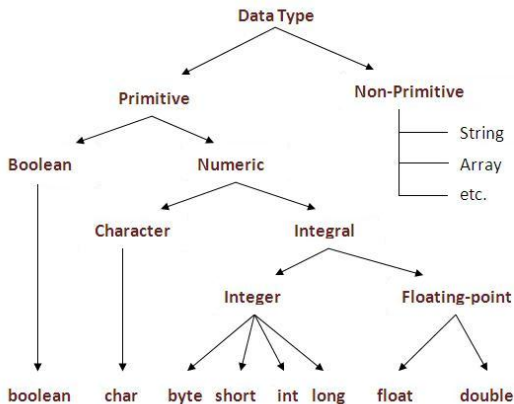 Data Type
Primitive
Non-Primitive
String
Array
etc.
Boolean
Numeric
Character
Integral
Integer
Floating-point
boolean
char
byte
short
int
long
float
double